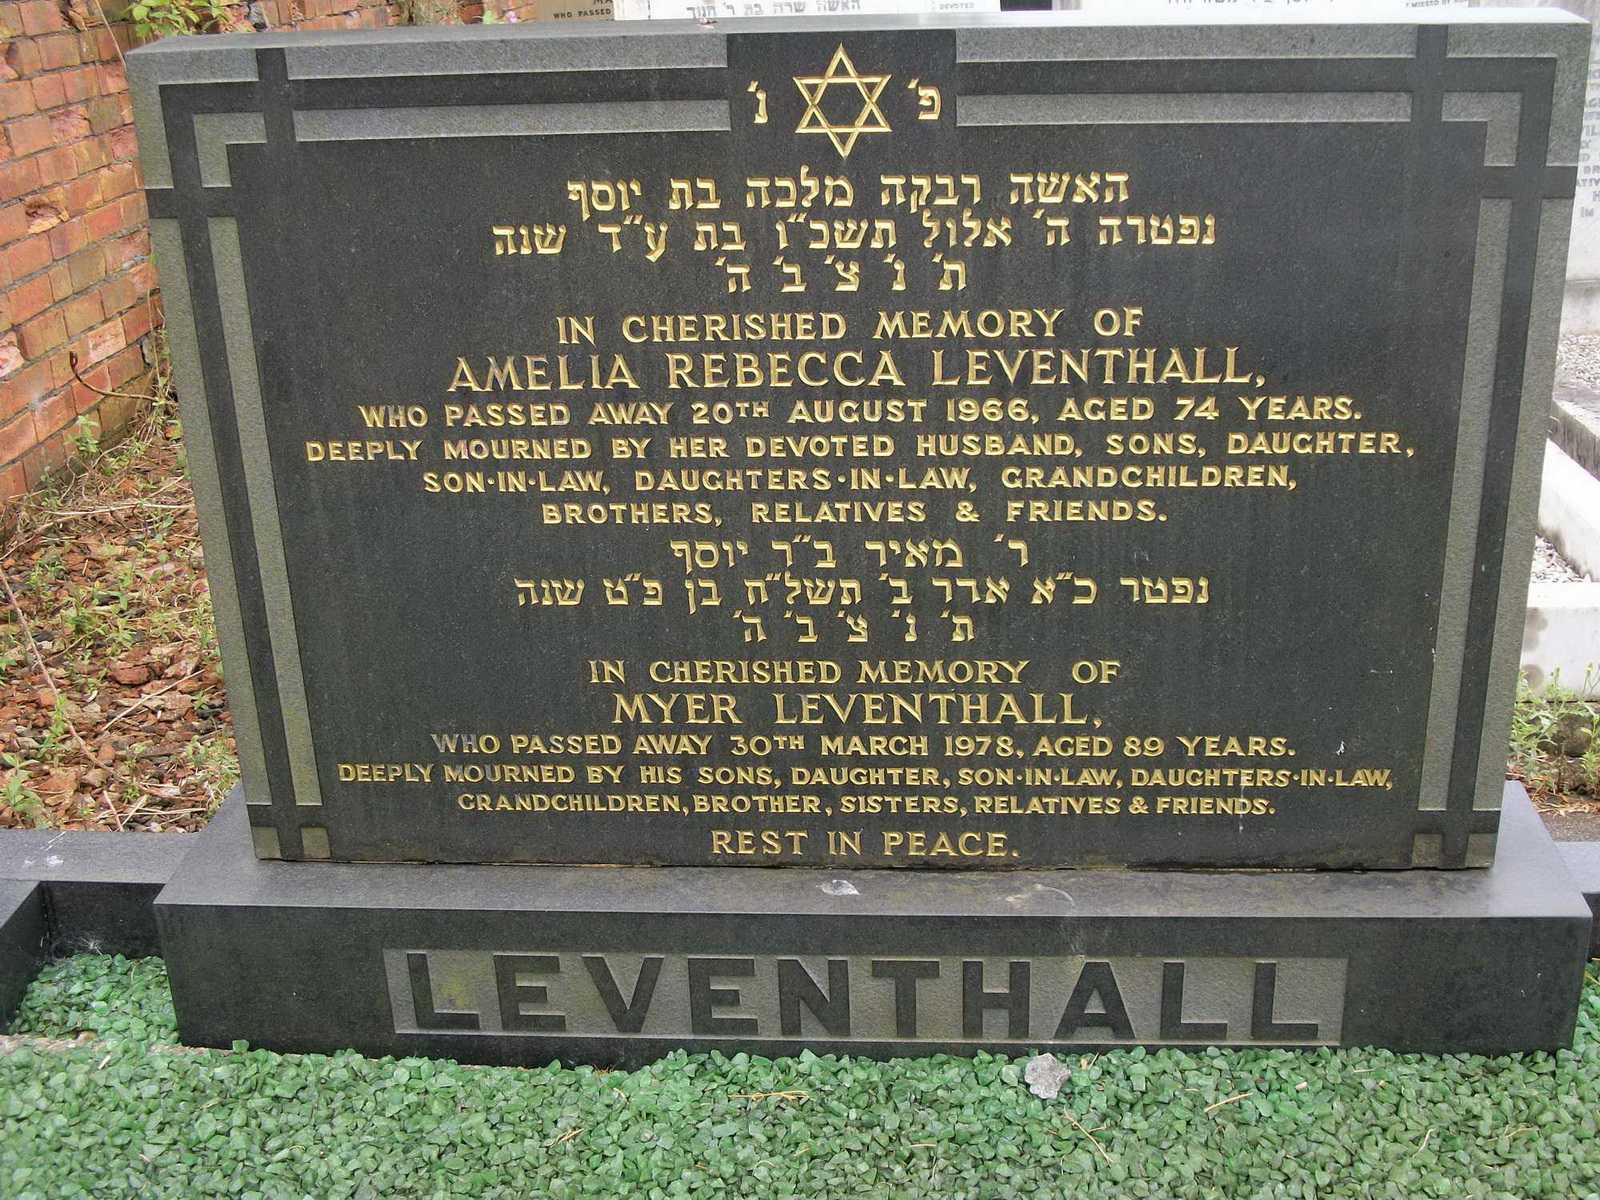 פ' נ'
האשה רבקה מלכה בת יוסף
נפטרה ה' אלול תשכ"ו בת ע"ד שנה
ת' נ' צ' ב' ה'
IN CHERISHED MEMORY OF
AMELIA REBECCA LEVENTHALL,
WHO PASSED AWAY 20TH AUGUST 1966, AGED 74 YEARS.
DEEPLY MOURNED BY HER DEVOTED HUSBAND, SONS, DAUGHTER,
SON·IN·LAW, DAUGHTERS·IN·LAW, GRANDCHILDREN,
BROTHERS, RELATIVES & FRIENDS.
ר' מאיר ב"ר יוסף
נפטר כ"א אדר ב' תשל"ח בן פ"ט שנה
ת' נ' צ' ב' ה'
IN CHERISHED MEMORY OF
MYER LEVENTHALL,
WHO PASSED AWAY 30TH MARCH 1978, AGED 89 YEARS.
DEEPLY MOURNED BY HIS SONS, DAUGHTER, SON·IN·LAW, DAUGHTERS·IN·LAW,
GRANDCHILDREN, BROTHER, SISTERS, RELATIVES & FRIENDS.
REST IN PEACE.
LEVENTHALL